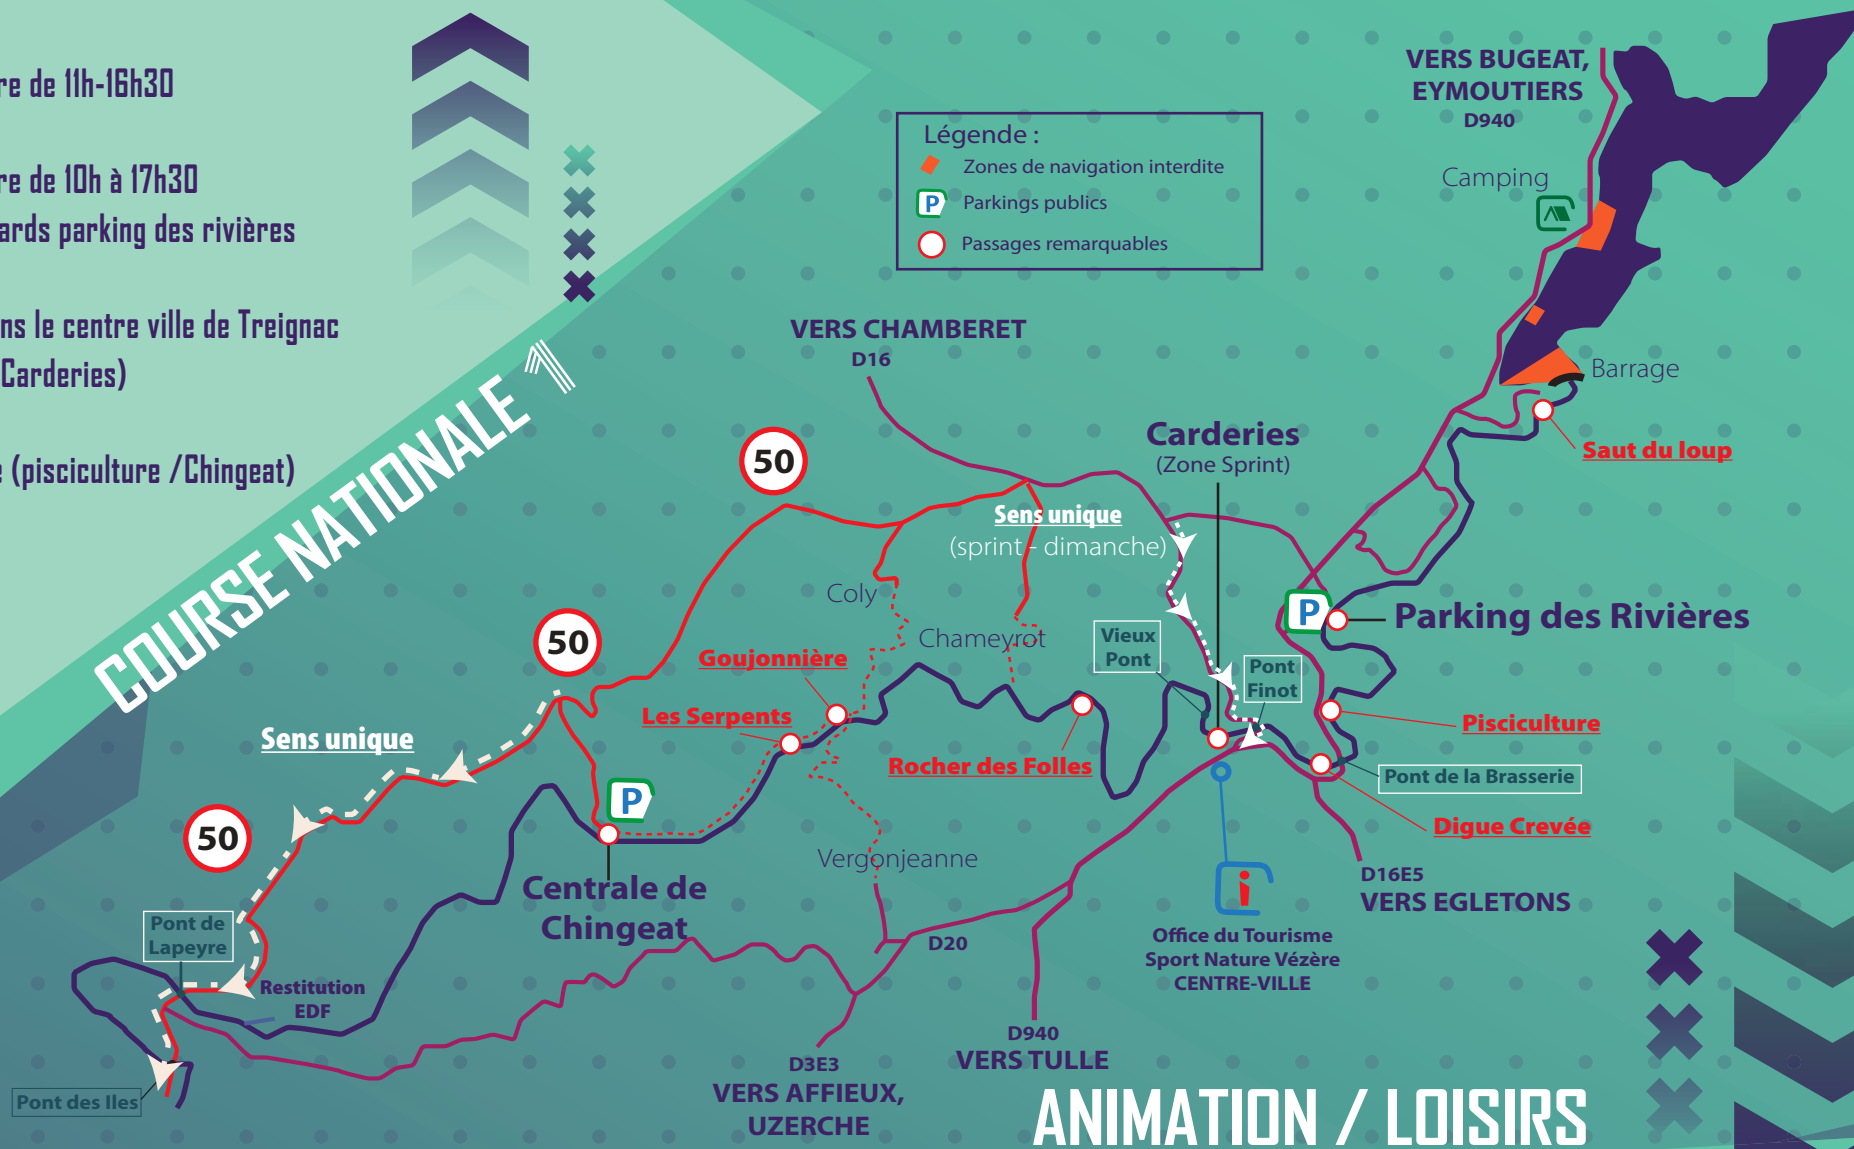 re de 11h-16h30
re de 10h à 17h30
ards parking des rivières
ns le centre ville de Treignac
Carderies)
e (pisciculture /Chingeat)
COURSE NATIONALE 1
Légende :
Zones de navigation interdite
P Parkings publics
Passages remarquables
VERS BUGEAT,
EYMOUTIERS
D940
Camping
Barrage
Saut du loup
VERS CHAMBERET
D16
Carderies
(Zone Sprint)
50
Sens unique
(sprint - dimanche)
Coly
Chameyrot
Vieux
Pont
Pont
Finot
P
Parking des Rivières
50
Goujonnière
Les Serpents
Rocher des Folles
Pisciculture
Pont de la Brasserie
Digue Crevée
Sens unique
50
P
Centrale de
Chingeat
Vergonjeanne
D16E5
VERS EGLETONS
i
Office du Tourisme
Sport Nature Vézère
CENTRE-VILLE
D20
Pont de
Lapeyre
Restitution
EDF
Pont des Iles
D940
VERS TULLE
D3E3
VERS AFFIEUX,
UZERCHE
ANIMATION / LOISIRS